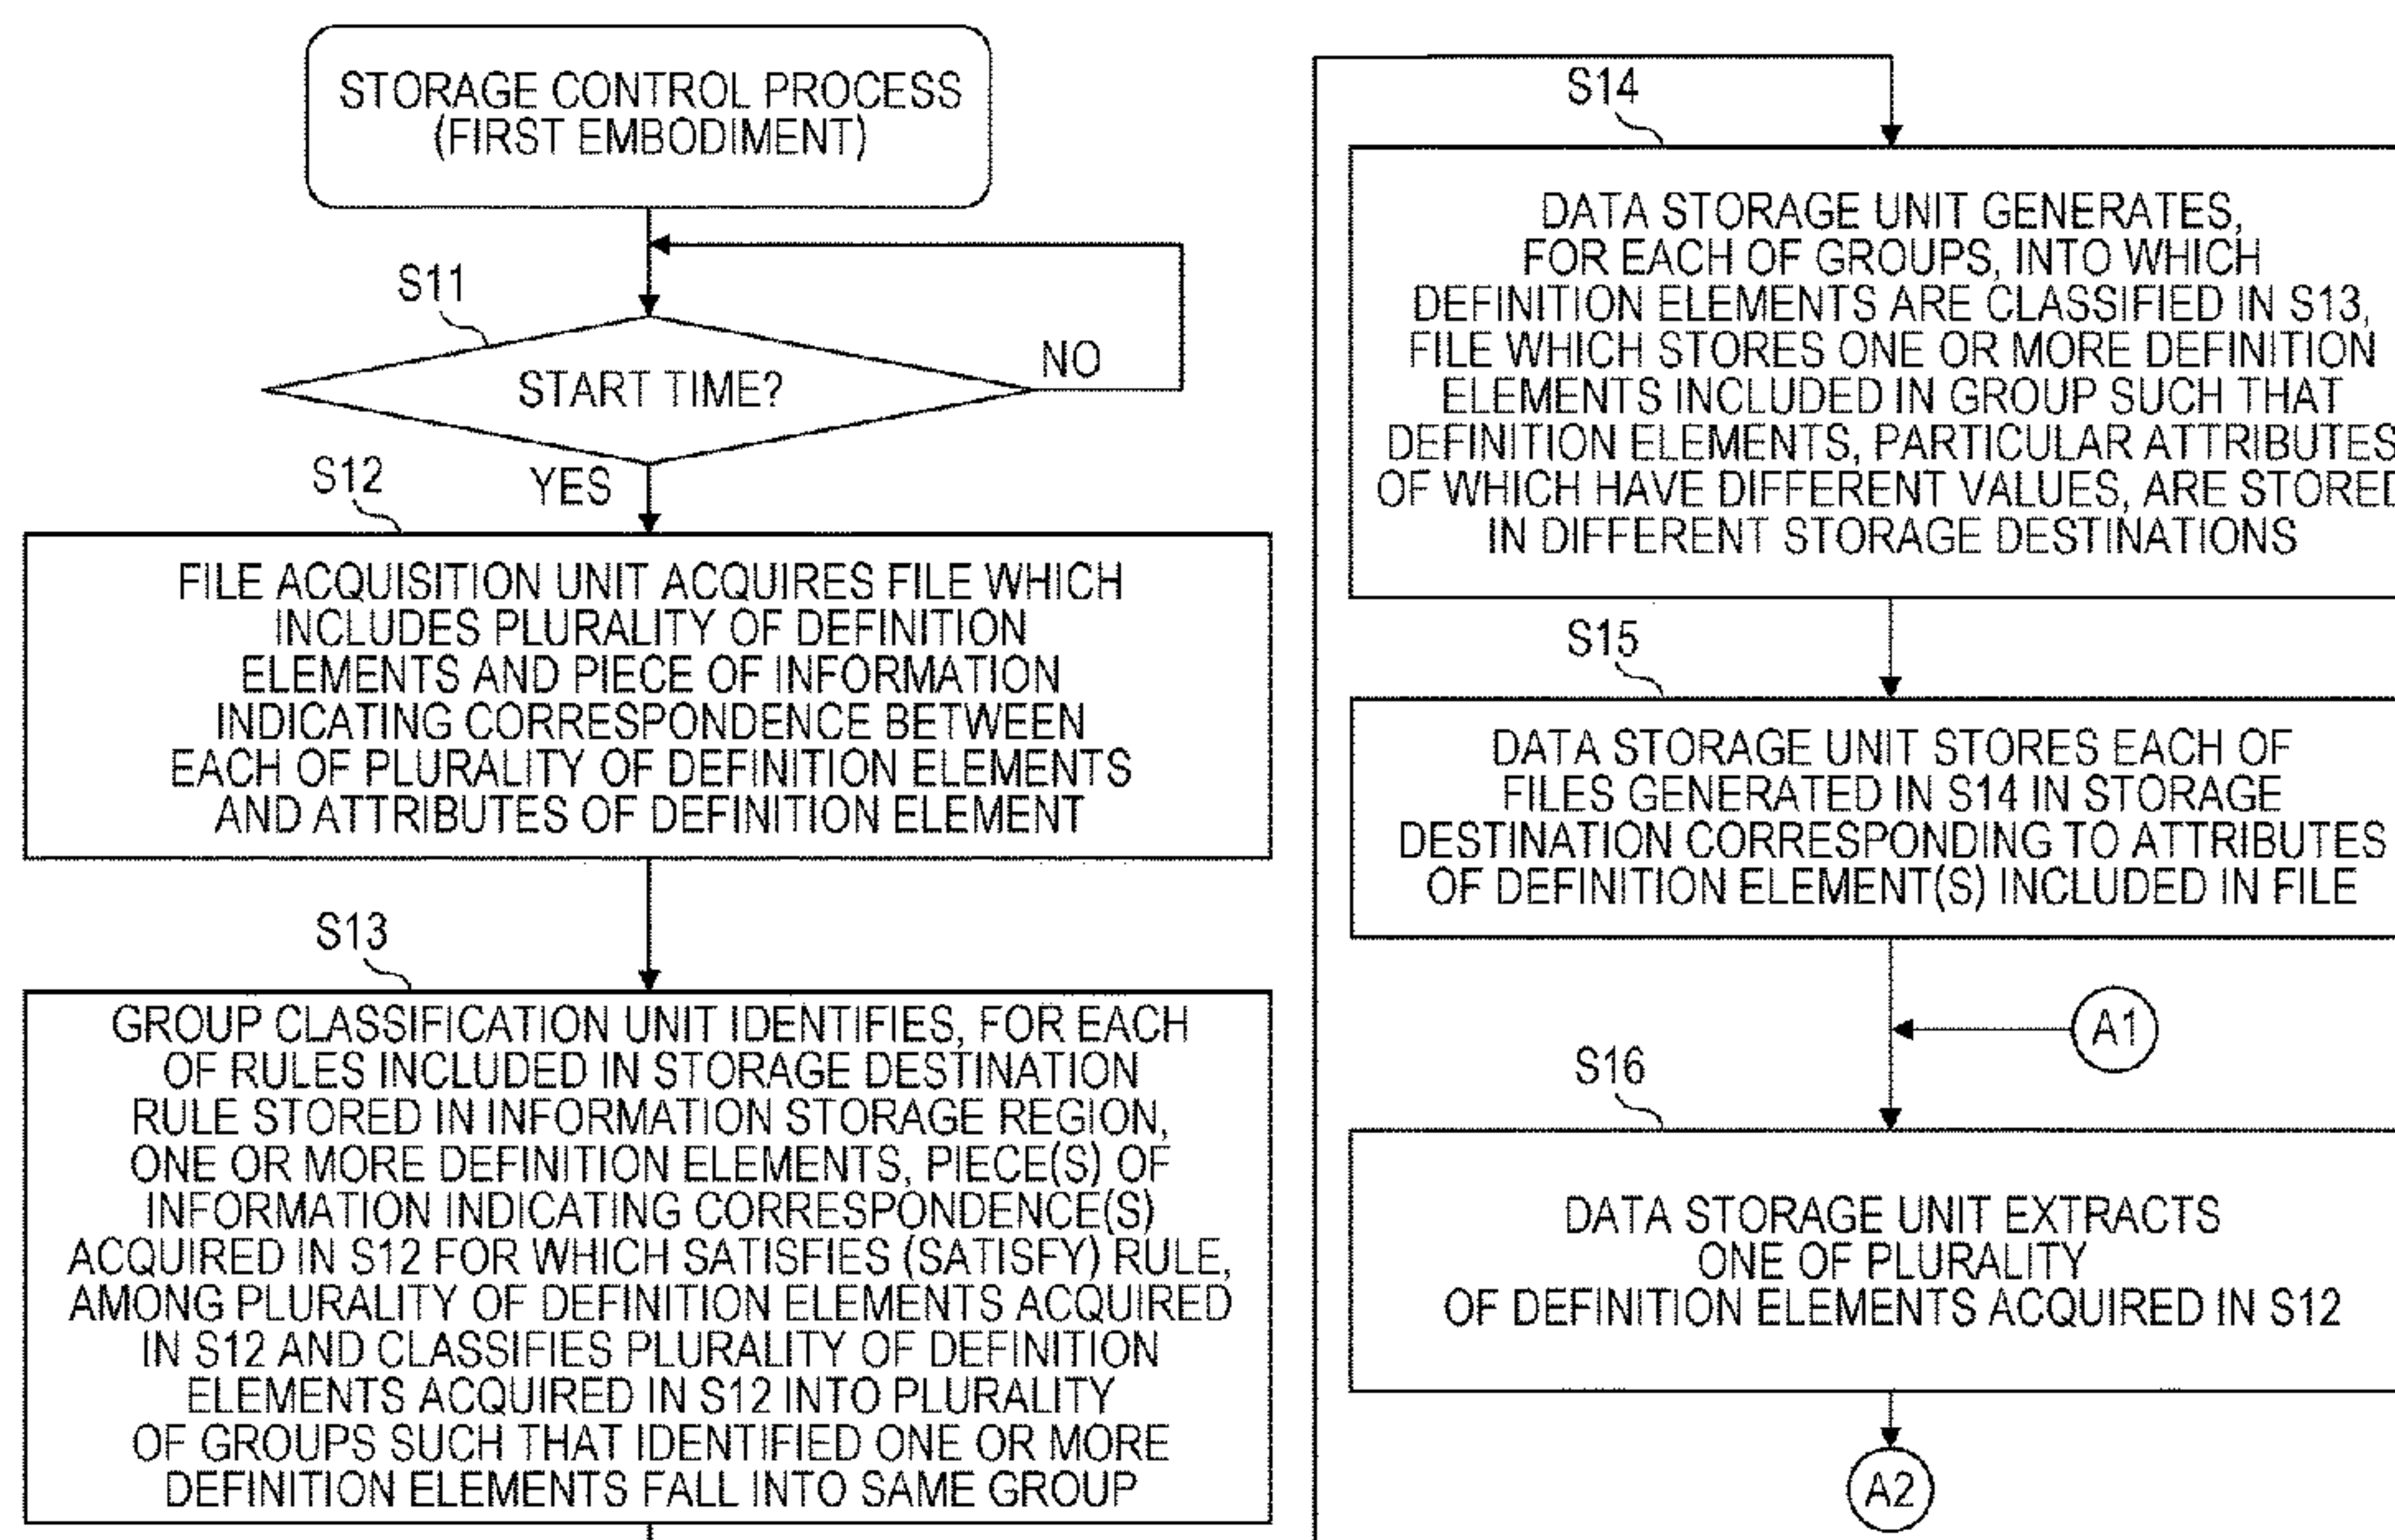 STORAGE CONTROL PROCESS
(FIRST EMBODIMENT)
S11
START TIME?
NO
YES
S12
FILE ACQUISITION UNIT ACQUIRES FILE WHICH
INCLUDES PLURALITY OF DEFINITION
ELEMENTS AND PIECE OF INFORMATION
INDICATING CORRESPONDENCE BETWEEN
EACH OF PLURALITY OF DEFINITION ELEMENTS
AND ATTRIBUTES OF DEFINITION ELEMENT
S13
GROUP CLASSIFICATION UNIT IDENTIFIES, FOR EACH
OF RULES INCLUDED IN STORAGE DESTINATION
RULE STORED IN INFORMATION STORAGE REGION,
ONE OR MORE DEFINITION ELEMENTS, PIECE(S) OF
INFORMATION INDICATING CORRESPONDENCE(S)
ACQUIRED IN S12 FOR WHICH SATISFIES (SATISFY) RULE,
AMONG PLURALITY OF DEFINITION ELEMENTS ACQUIRED
IN S12 AND CLASSIFIES PLURALITY OF DEFINITION
ELEMENTS ACQUIRED IN S12 INTO PLURALITY
OF GROUPS SUCH THAT IDENTIFIED ONE OR MORE
DEFINITION ELEMENTS FALL INTO SAME GROUP
S14
DATA STORAGE UNIT GENERATES,
FOR EACH OF GROUPS, INTO WHICH
DEFINITION ELEMENTS ARE CLASSIFIED IN S13,
FILE WHICH STORES ONE OR MORE DEFINITION
ELEMENTS INCLUDED IN GROUP SUCH THAT
DEFINITION ELEMENTS, PARTICULAR ATTRIBUTES
OF WHICH HAVE DIFFERENT VALUES, ARE STORED
IN DIFFERENT STORAGE DESTINATIONS
S15
DATA STORAGE UNIT STORES EACH OF
FILES GENERATED IN S14 IN STORAGE
DESTINATION CORRESPONDING TO ATTRIBUTES
OF DEFINITION ELEMENT(S) INCLUDED IN FILE
A1
S16
DATA STORAGE UNIT EXTRACTS
ONE OF PLURALITY
OF DEFINITION ELEMENTS ACQUIRED IN S12
A2